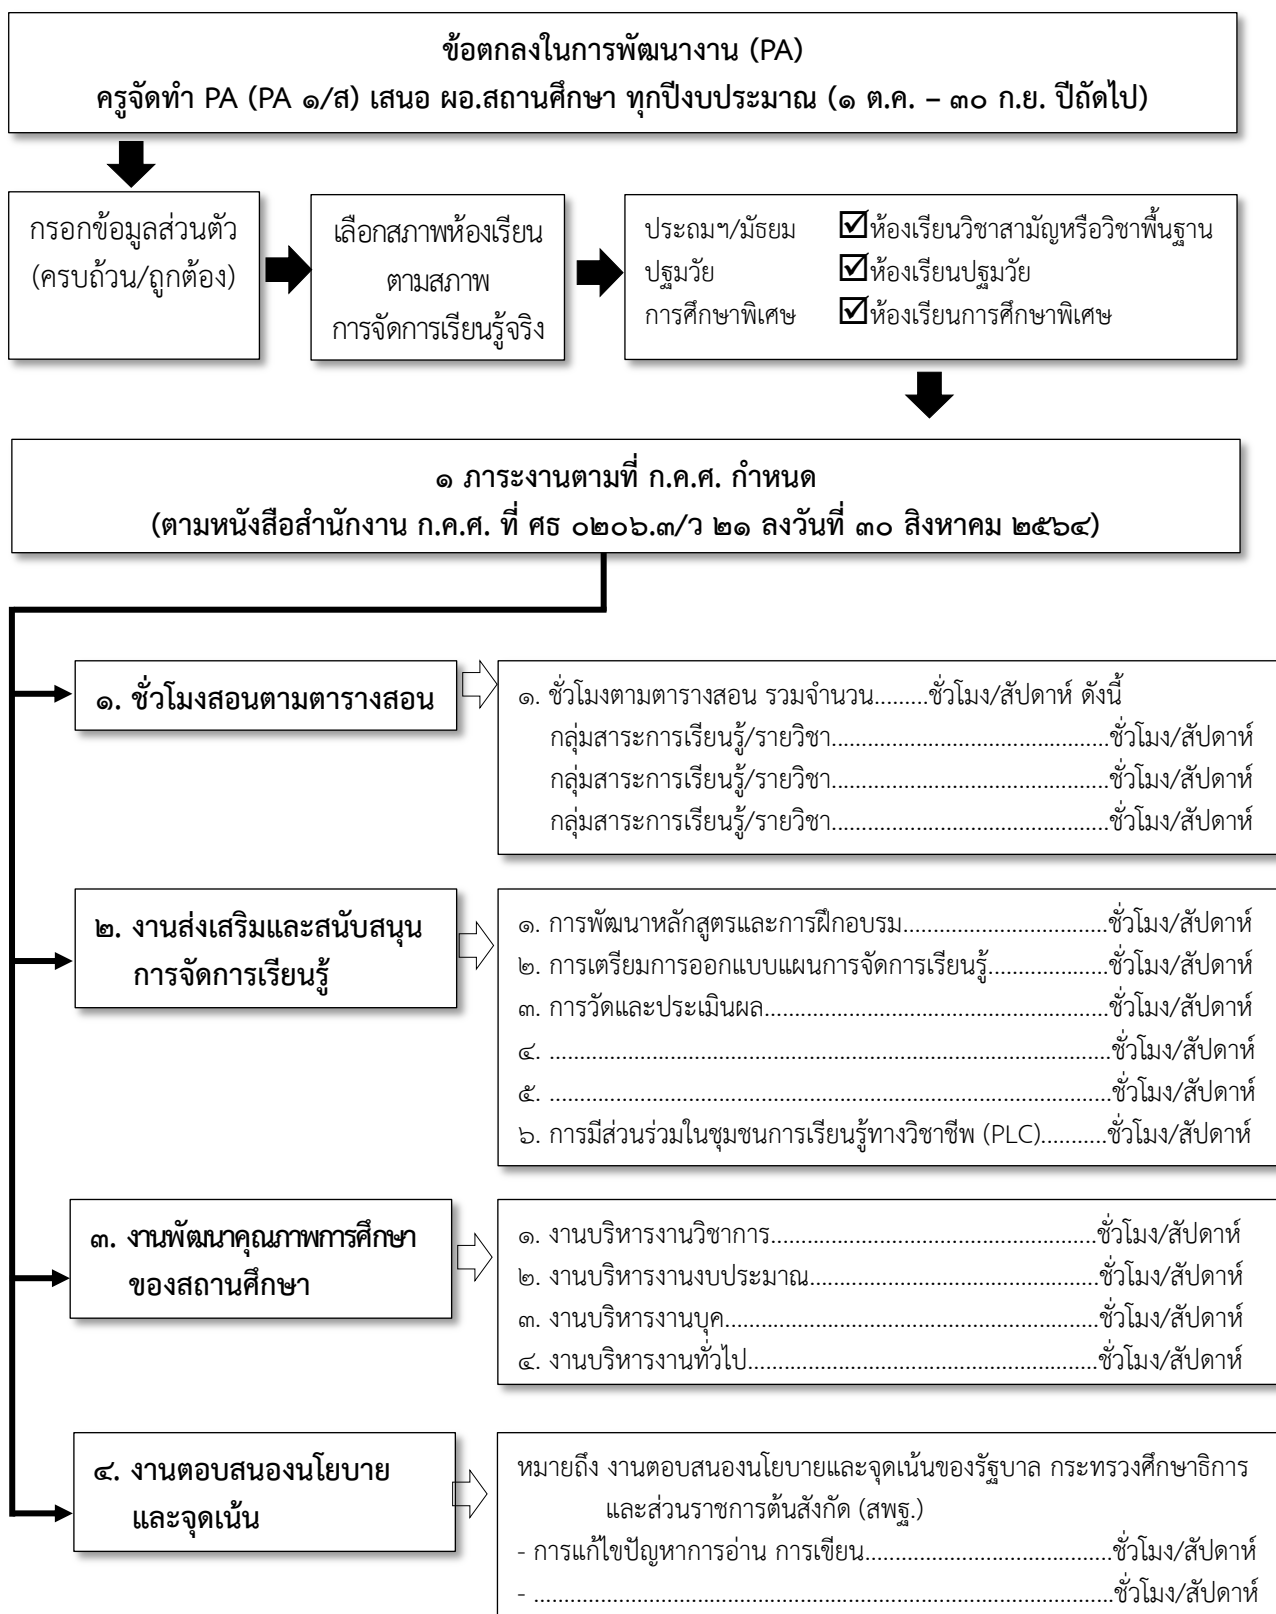 ข้อตกลงในการพัฒนางาน (PA)
ครูจัดทำ PA (PA ๑/ส) เสนอ ผอ.สถานศึกษา ทุกปีงบประมาณ (๑ ต.ค. – ๓๐ ก.ย. ปีถัดไป)
กรอกข้อมูลส่วนตัว
(ครบถ้วน/ถูกต้อง)
เลือกสภาพห้องเรียน
ตามสภาพ
การจัดการเรียนรู้จริง
ประถมฯ/มัธยม ☑ห้องเรียนวิชาสามัญหรือวิชาพื้นฐาน
ปฐมวัย ☑ห้องเรียนปฐมวัย
การศึกษาพิเศษ ☑ห้องเรียนการศึกษาพิเศษ
๑ ภาระงานตามที่ ก.ค.ศ. กำหนด
(ตามหนังสือสำนักงาน ก.ค.ศ. ที่ ศธ ๐๒๐๖.๓/ว ๒๑ ลงวันที่ ๓๐ สิงหาคม ๒๕๖๔)
๑. ชั่วโมงสอนตามตารางสอน
๑. ชั่วโมงตามตารางสอน รวมจำนวน.........ชั่วโมง/สัปดาห์ ดังนี้
กลุ่มสาระการเรียนรู้/รายวิชา...............................................ชั่วโมง/สัปดาห์
กลุ่มสาระการเรียนรู้/รายวิชา...............................................ชั่วโมง/สัปดาห์
กลุ่มสาระการเรียนรู้/รายวิชา...............................................ชั่วโมง/สัปดาห์
๒. งานส่งเสริมและสนับสนุน
การจัดการเรียนรู้
๑. การพัฒนาหลักสูตรและการฝึกอบรม...................................ชั่วโมง/สัปดาห์
๒. การเตรียมการออกแบบแผนการจัดการเรียนรู้....................ชั่วโมง/สัปดาห์
๓. การวัดและประเมินผล..........................................................ชั่วโมง/สัปดาห์
๔. ...............................................................................................ชั่วโมง/สัปดาห์
๕. ...............................................................................................ชั่วโมง/สัปดาห์
๖. การมีส่วนร่วมในชุมชนการเรียนรู้ทางวิชาชีพ (PLC)...........ชั่วโมง/สัปดาห์
๓. งานพัฒนาคุณภาพการศึกษา
ของสถานศึกษา
๑. งานบริหารงานวิชาการ.......................................................ชั่วโมง/สัปดาห์
๒. งานบริหารงานงบประมาณ.................................................ชั่วโมง/สัปดาห์
๓. งานบริหารงานบุค...............................................................ชั่วโมง/สัปดาห์
๔. งานบริหารงานทั่วไป...........................................................ชั่วโมง/สัปดาห์
๔. งานตอบสนองนโยบาย
และจุดเน้น
หมายถึง งานตอบสนองนโยบายและจุดเน้นของรัฐบาล กระทรวงศึกษาธิการ
และส่วนราชการต้นสังกัด (สพฐ.)
- การแก้ไขปัญหาการอ่าน การเขียน..........................................ชั่วโมง/สัปดาห์
- ..................................................................................................ชั่วโมง/สัปดาห์